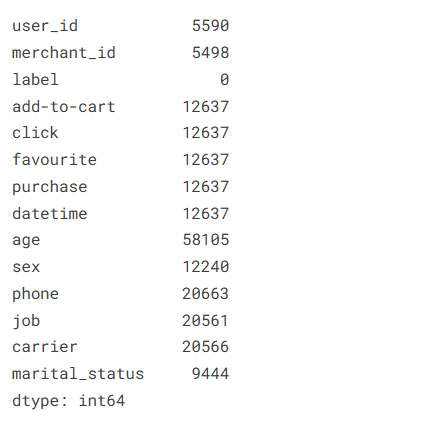 user_id 5590
merchant_id 5498
label 0
add-to-cart 12637
click 12637
favourite 12637
purchase 12637
datetime 12637
age 58105
sex 12240
phone 20663
job 20561
carrier 20566
marital_status 9444
dtype: int64